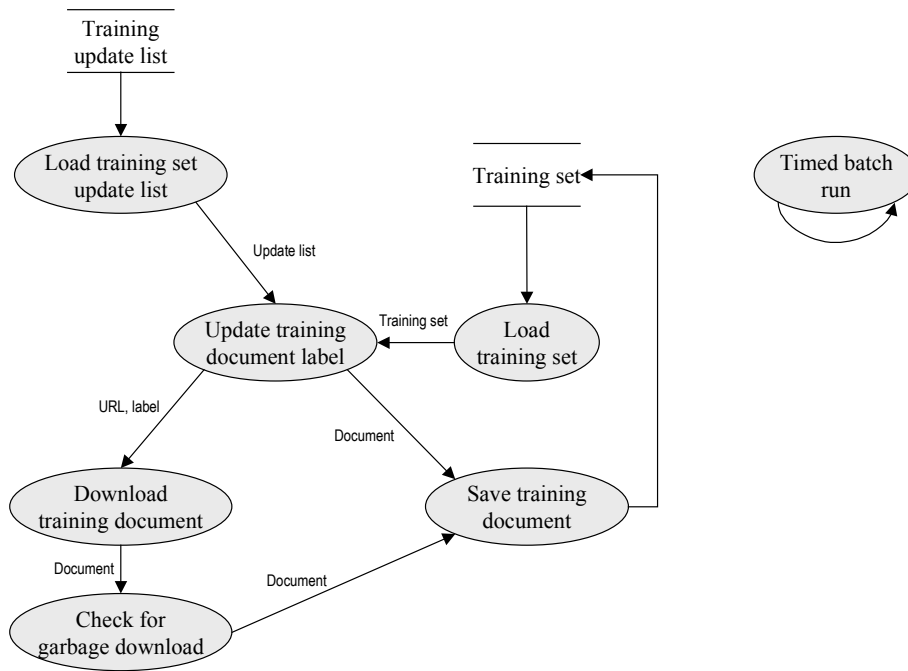 Training
update list
Load training set
update list
Training set
Timed batch
run
Update list
Update training
document label
Training set
Load
training set
URL, label
Document
Download
training document
Save training
document
Document
Document
Check for
garbage download